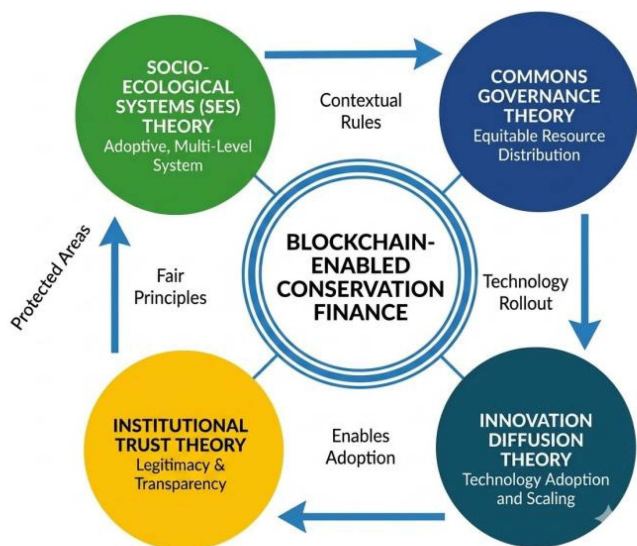 SOCIO-
ECOLOGICAL
SYSTEMS (SES)
THEORY
Adoptive, Multi-Level
System
Contextual
Rules
COMMONS
GOVERNANCE
THEORY
Equitable Resource
Distribution
Protected Areas
Fair
Principles
BLOCKCHAIN-
ENABLED
CONSERVATION
FINANCE
Technology
Rollout
INSTITUTIONAL
TRUST THEORY
Legitimacy &
Transparency
Enables
Adoption
INNOVATION
DIFFUSION
THEORY
Technology Adoption
and Scaling